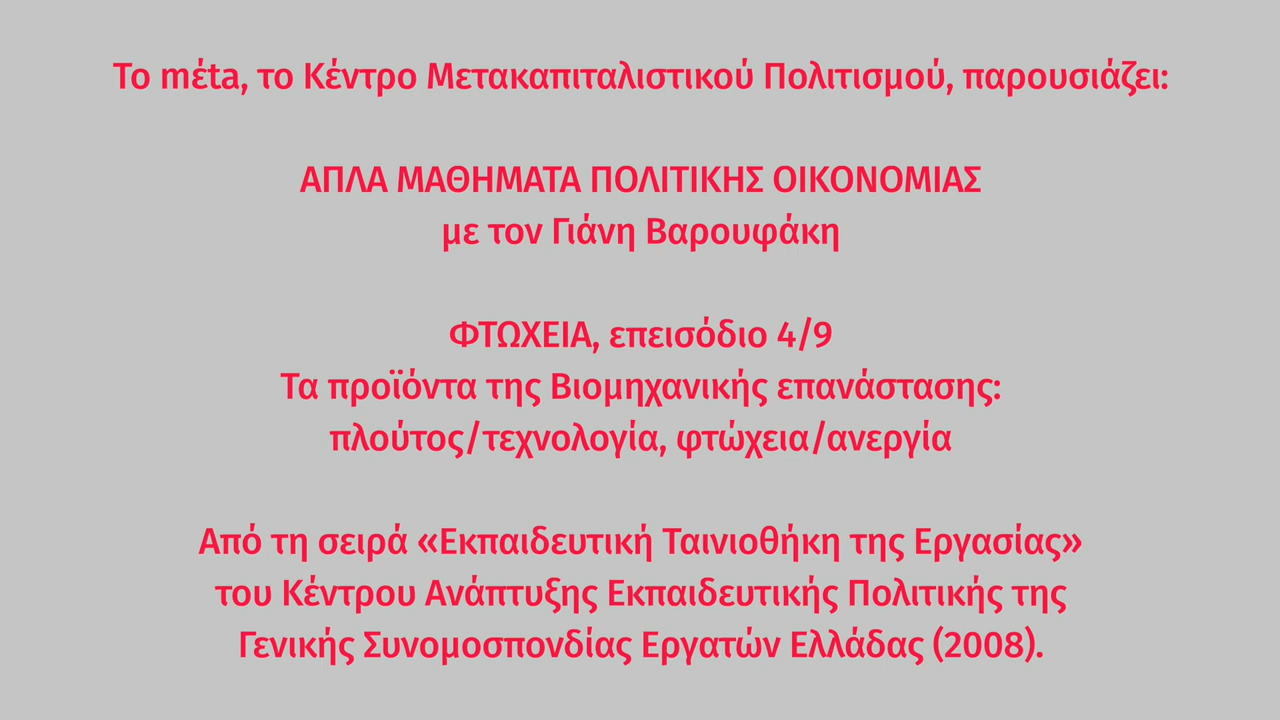 Το mέta, το Κέντρο Μετακαπιταλιστικού Πολιτισμού, παρουσιάζει:
ΑΠΛΑ ΜΑΘΗΜΑΤΑ ΠΟΛΙΤΙΚΗΣ ΟΙΚΟΝΟΜΙΑΣ
με τον Γιάνη Βαρουφάκη
ΦΤΩΧΕΙΑ, επεισόδιο 4/9
Τα προϊόντα της Βιομηχανικής επανάστασης:
πλούτος/τεχνολογία, φτώχεια/ανεργία
Από τη σειρά «Εκπαιδευτική Ταινιοθήκη της Εργασίας»
του Κέντρου Ανάπτυξης Εκπαιδευτικής Πολιτικής της
Γενικής Συνομοσπονδίας Εργατών Ελλάδας (2008).